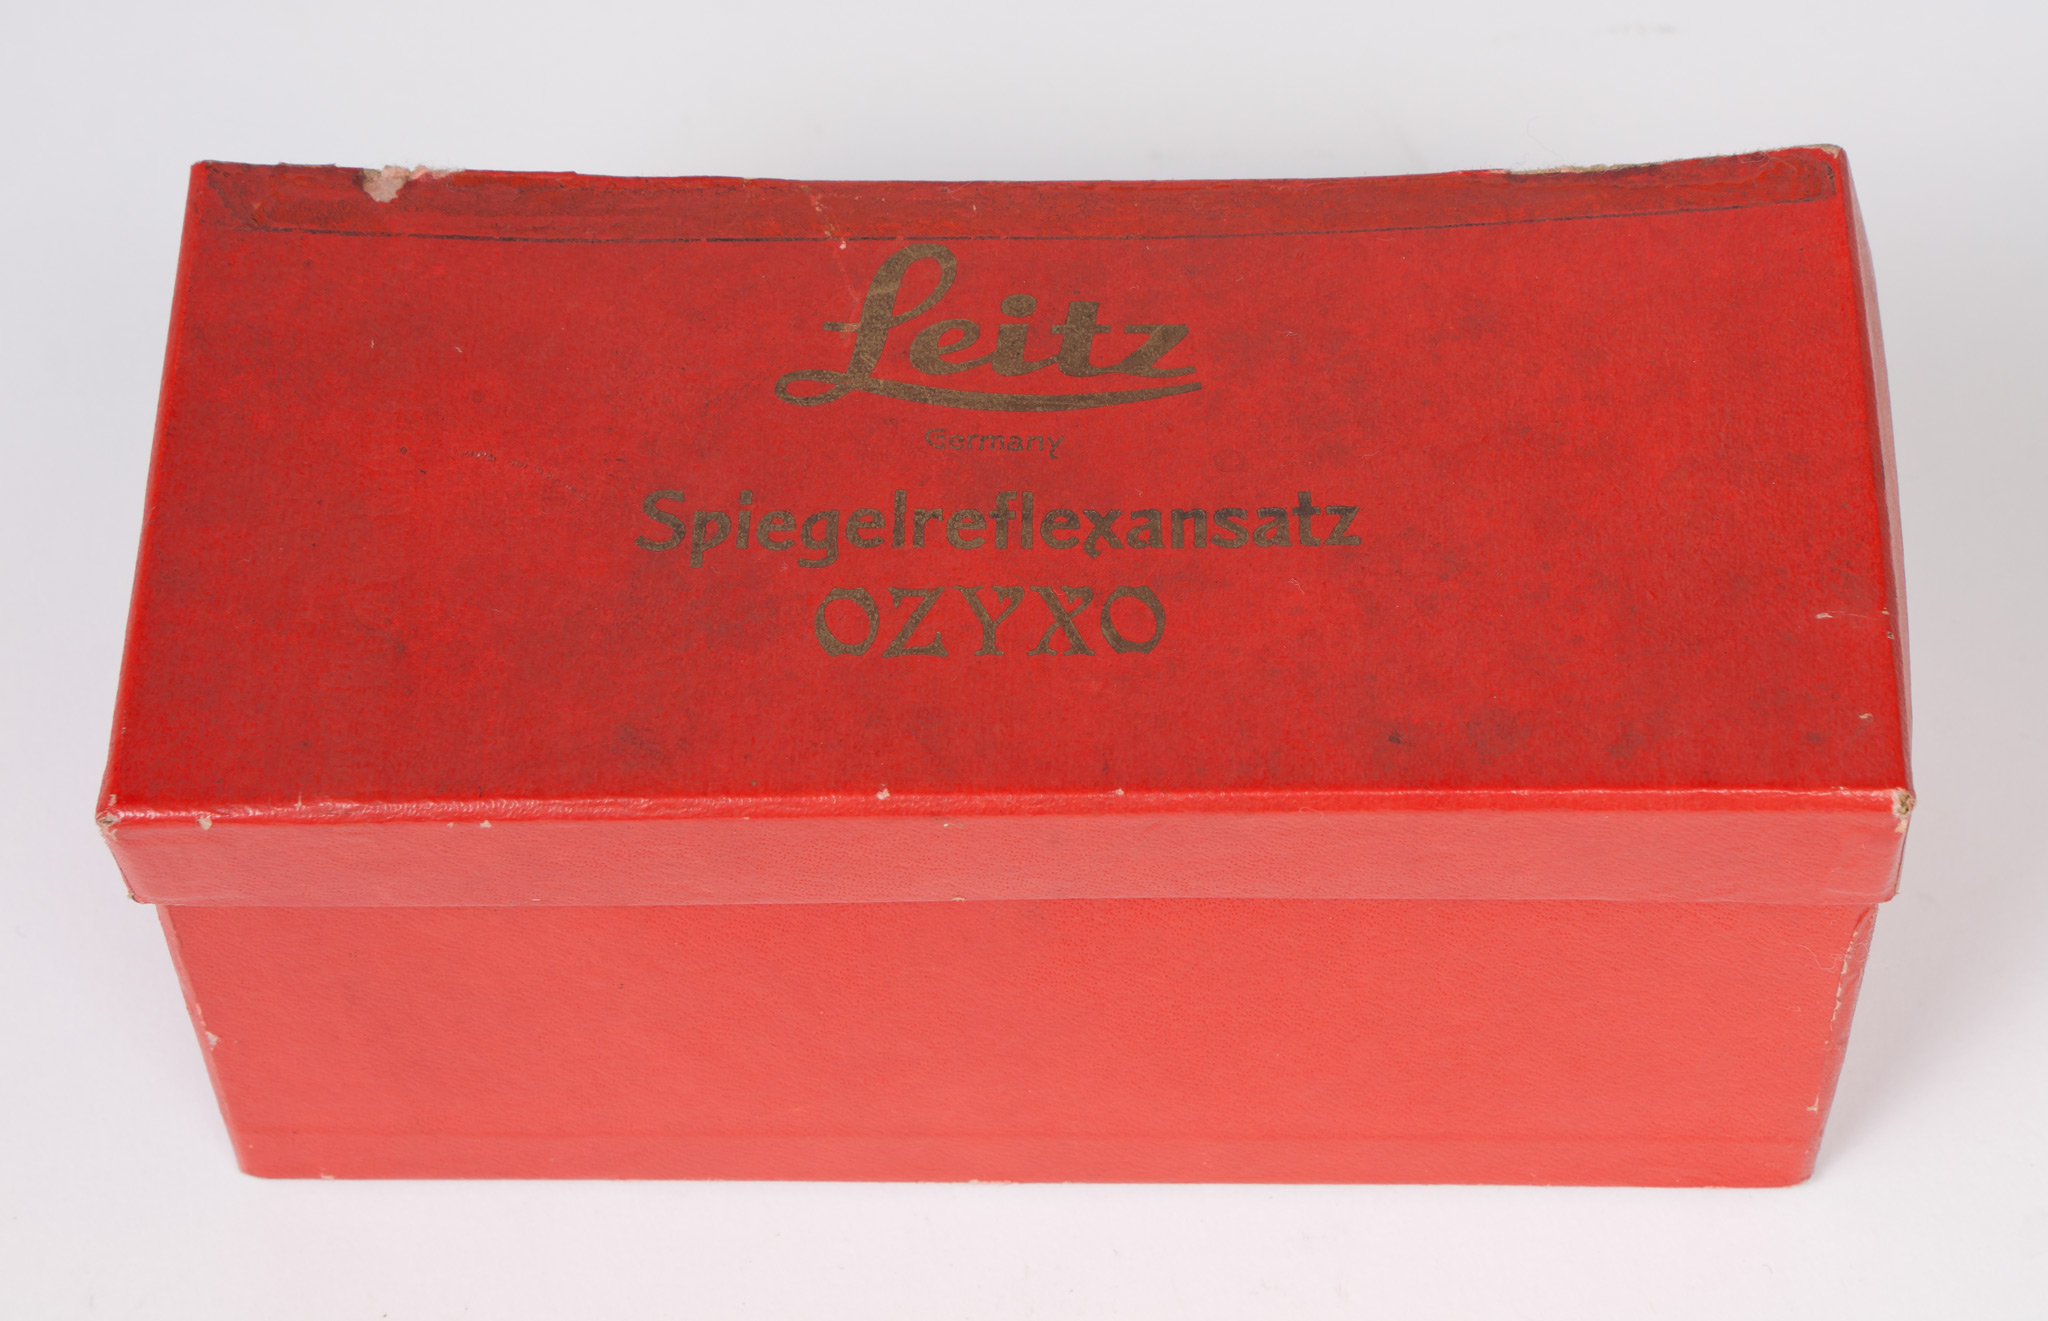 Leitz
Germany
Spiegelreflexansatz
OZYXO